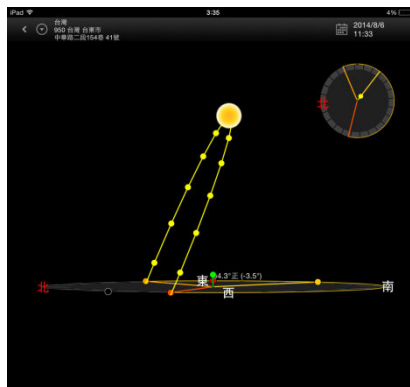 iPad 3:35 4%
台灣
950 台灣 台東市
中華路二段154巷 41號
2014/8/6
11:33
北
4.3°正 (-3.5°)
東
北
西
南